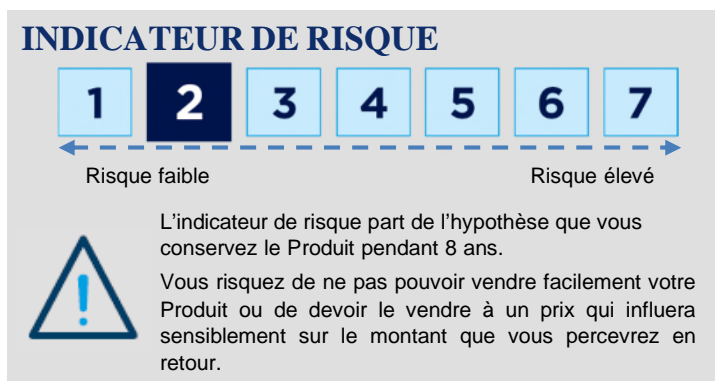 INDICATEUR DE RISQUE
1 2 3 4 5 6 7
Risque faible Risque élevé
L'indicateur de risque part de l'hypothèse que vous
conservez le Produit pendant 8 ans.
Vous risquez de ne pas pouvoir vendre facilement votre
Produit ou de devoir le vendre à un prix qui influera
sensiblement sur le montant que vous percevrez en
retour.